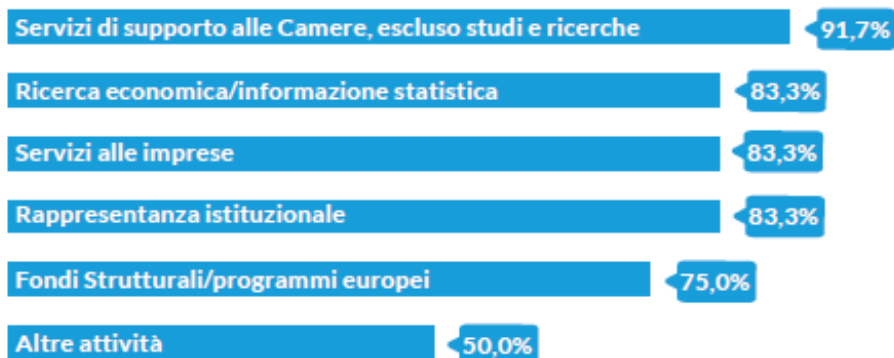 Servizi di supporto alle Camere, escluso studi e ricerche 91,7%
Ricerca economica/informazione statistica 83,3%
Servizi alle imprese 83,3%
Rappresentanza istituzionale 83,3%
Fondi Strutturali/programmi europei 75,0%
Altre attività 50,0%